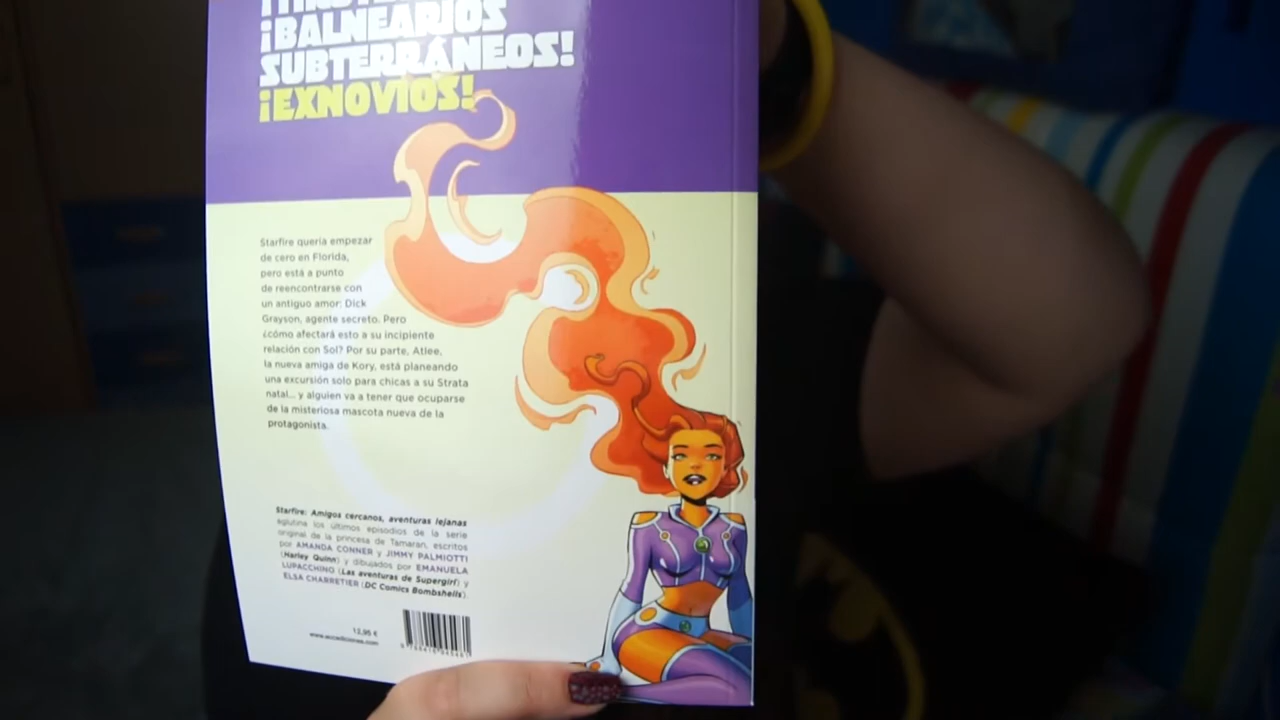 ¡BALNEARIOS
SUBTERRÁNEOS!
¡EXNOVIOS!
Starfire quería empezar
de cero en Florida,
pero está a punto
de reencontrarse con
un antiguo amor: Dick
Grayson, agente secreto. Pero
¿cómo afectará esto a su incipiente
relación con Sol? Por su parte, Atlee,
la nueva amiga de Kory, está planeando
una excursión solo para chicas a su Strata
natal... y alguien va a tener que ocuparse
de la misteriosa mascota nueva de la
protagonista.
Starfire: Amigos cercanos, aventuras lejanas
aglutina los últimos episodios de la serie
original de la princesa de Tamaran, escritos
por AMANDA CONNER y JIMMY PALMIOTTI
(Harley Quinn) y dibujados por EMANUELA
LUPACCHINO (Las aventuras de Supergirl) y
ELSA CHARRETIER (DC Comics Bombshells).
12,95 €
www.eccediciones.com